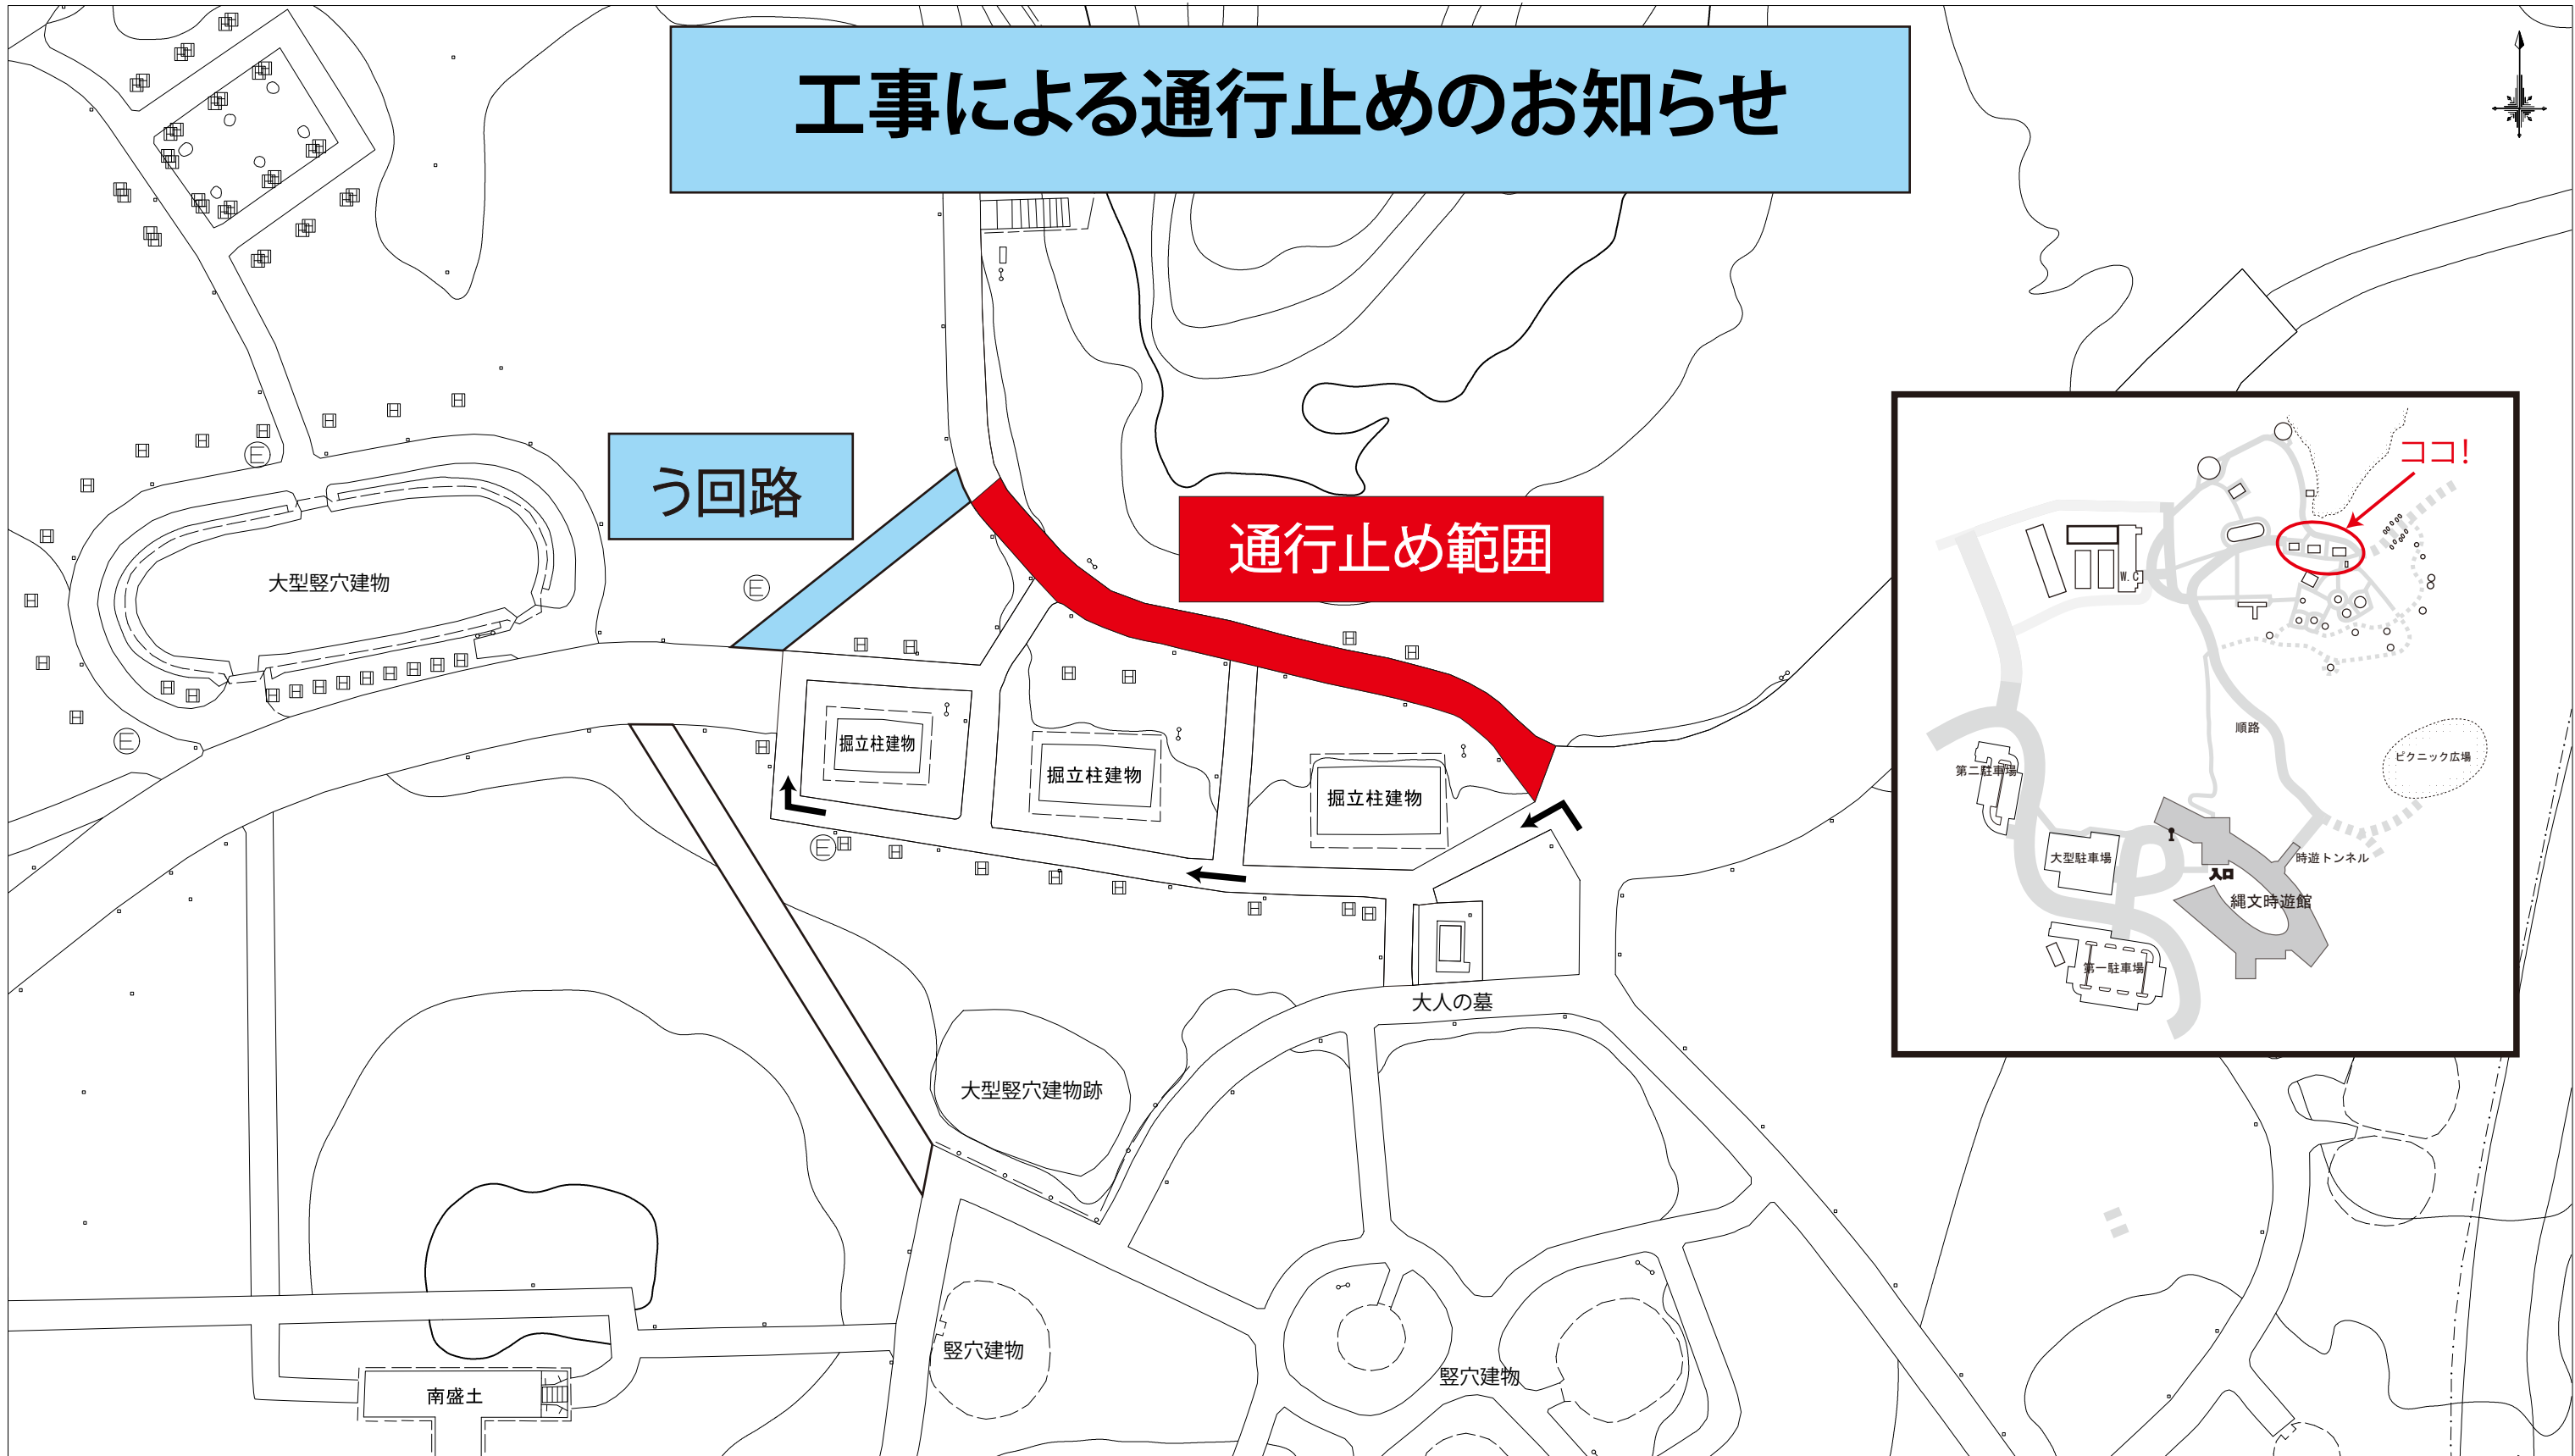 工事による通行止めのお知らせ
う回路
通行止め範囲
大型竪穴建物
掘立柱建物
掘立柱建物
掘立柱建物
大人の墓
大型竪穴建物跡
竪穴建物
竪穴建物
南盛土
ココ!
W.C
順路
ピクニック広場
第二駐車場
大型駐車場
時遊トンネル
縄文時遊館
第一駐車場